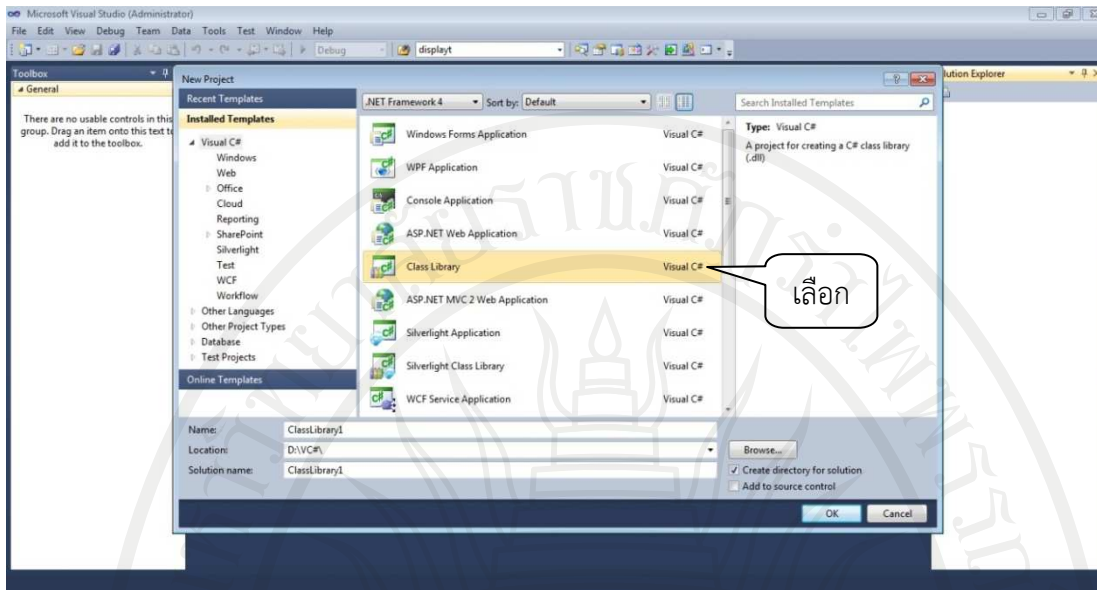 Microsoft Visual Studio (Administrator)
File Edit View Debug Team Data Tools Test Window Help
Debug displayt
Toolbox
General
There are no usable controls in this
group. Drag an item onto this text t
add it to the toolbox.
New Project
Recent Templates
Installed Templates
Visual C#
Windows
Web
Office
Cloud
Reporting
SharePoint
Silverlight
Test
WCF
Workflow
Other Languages
Other Project Types
Database
Test Projects
Online Templates
.NET Framework 4 Sort by: Default
Windows Forms Application Visual C#
WPF Application Visual C#
Console Application Visual C#
ASP.NET Web Application Visual C#
Class Library Visual C#
ASP.NET MVC 2 Web Application Visual C#
Silverlight Application Visual C#
Silverlight Class Library Visual C#
WCF Service Application Visual C#
Search Installed Templates
Type: Visual C#
A project for creating a C# class library
(.dll)
เลือก
Name: ClassLibrary1
Location: D:\VC#\
Browse...
Solution name: ClassLibrary1
Create directory for solution
Add to source control
OK Cancel
lution Explorer